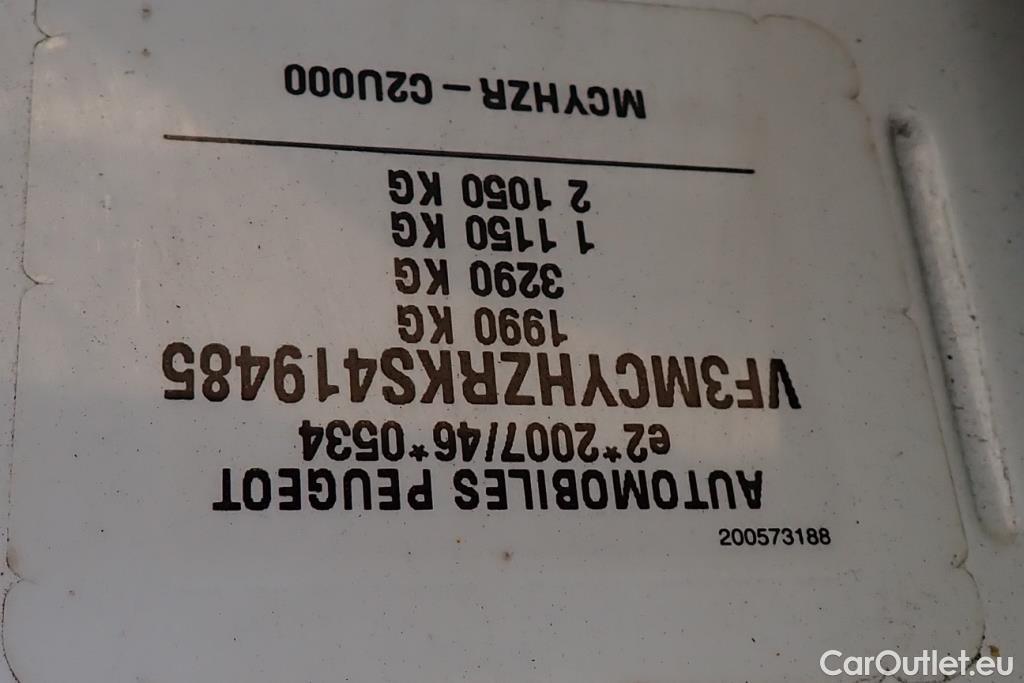 AUTOMOBILES PEUGEOT
e2*2007/46*0534
VF3MCYHZRKS419485
1990 KG
3290 KG
1 1150 KG
2 1050 KG
MCYHZR - C2U000
200573188
CarOutlet.eu